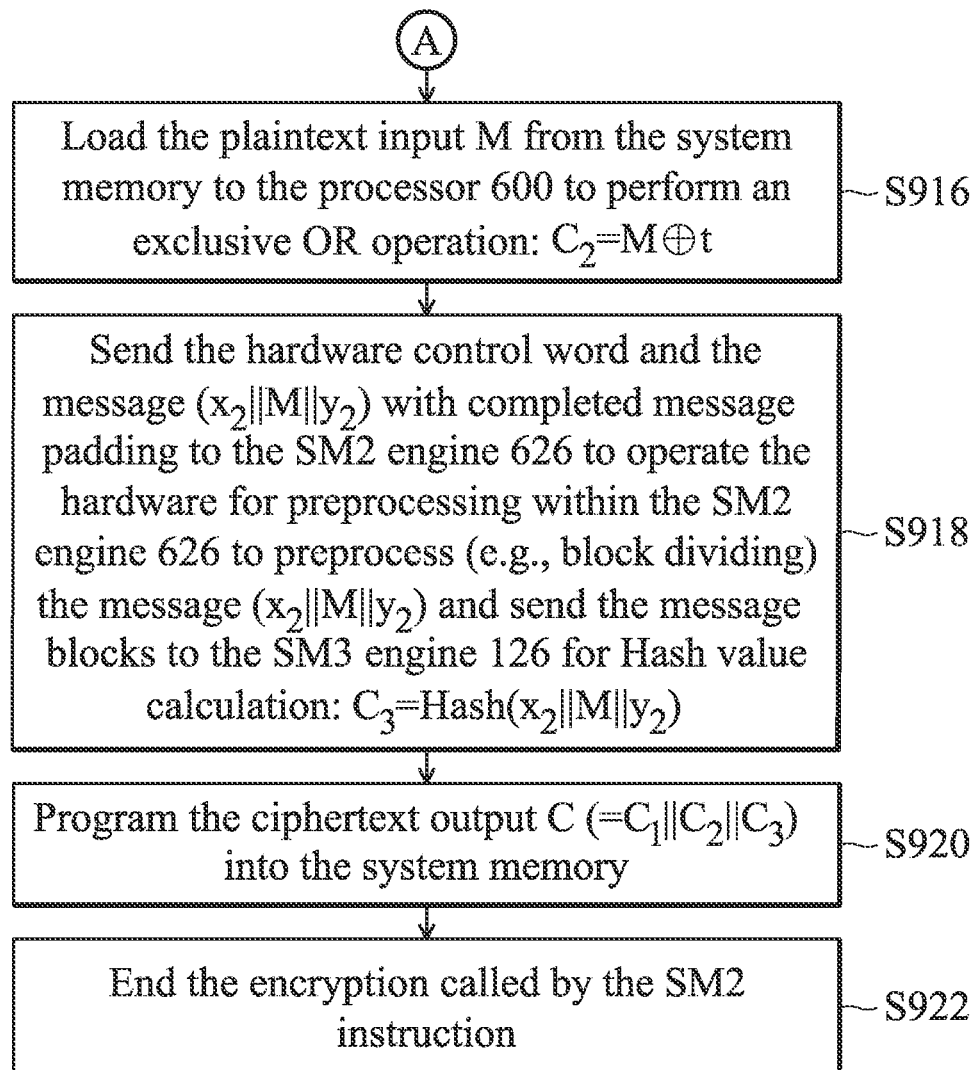 A
Load the plaintext input M from the system
memory to the processor 600 to perform an
exclusive OR operation: C₂=M⊕t
S916
Send the hardware control word and the
message (x₂||M||y₂) with completed message
padding to the SM2 engine 626 to operate the
hardware for preprocessing within the SM2
engine 626 to preprocess (e.g., block dividing)
the message (x₂||M||y₂) and send the message
blocks to the SM3 engine 126 for Hash value
calculation: C₃=Hash(x₂||M||y₂)
S918
Program the ciphertext output C (=C₁||C₂||C₃)
into the system memory
S920
End the encryption called by the SM2
instruction
S922